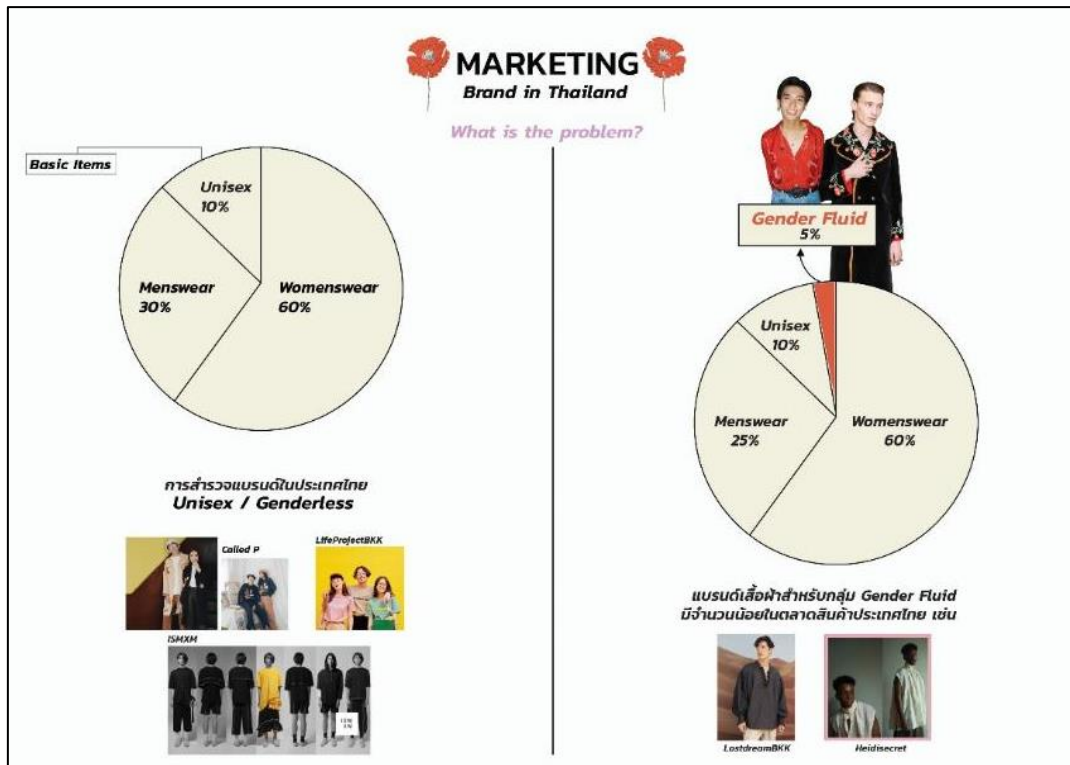 MARKETING
Brand in Thailand
What is the problem?
Basic Items
Unisex
10%
Menswear
30%
Womenswear
60%
การสำรวจแบรนด์ในประเทศไทย
Unisex / Genderless
Called P
LifeProjectBKK
ISMXM
Gender Fluid
5%
Unisex
10%
Menswear
25%
Womenswear
60%
แบรนด์เสื้อผ้าสำหรับกลุ่ม Gender Fluid
มีจำนวนน้อยในตลาดสินค้าประเทศไทย เช่น
LostdreamBKK
Heidisecret